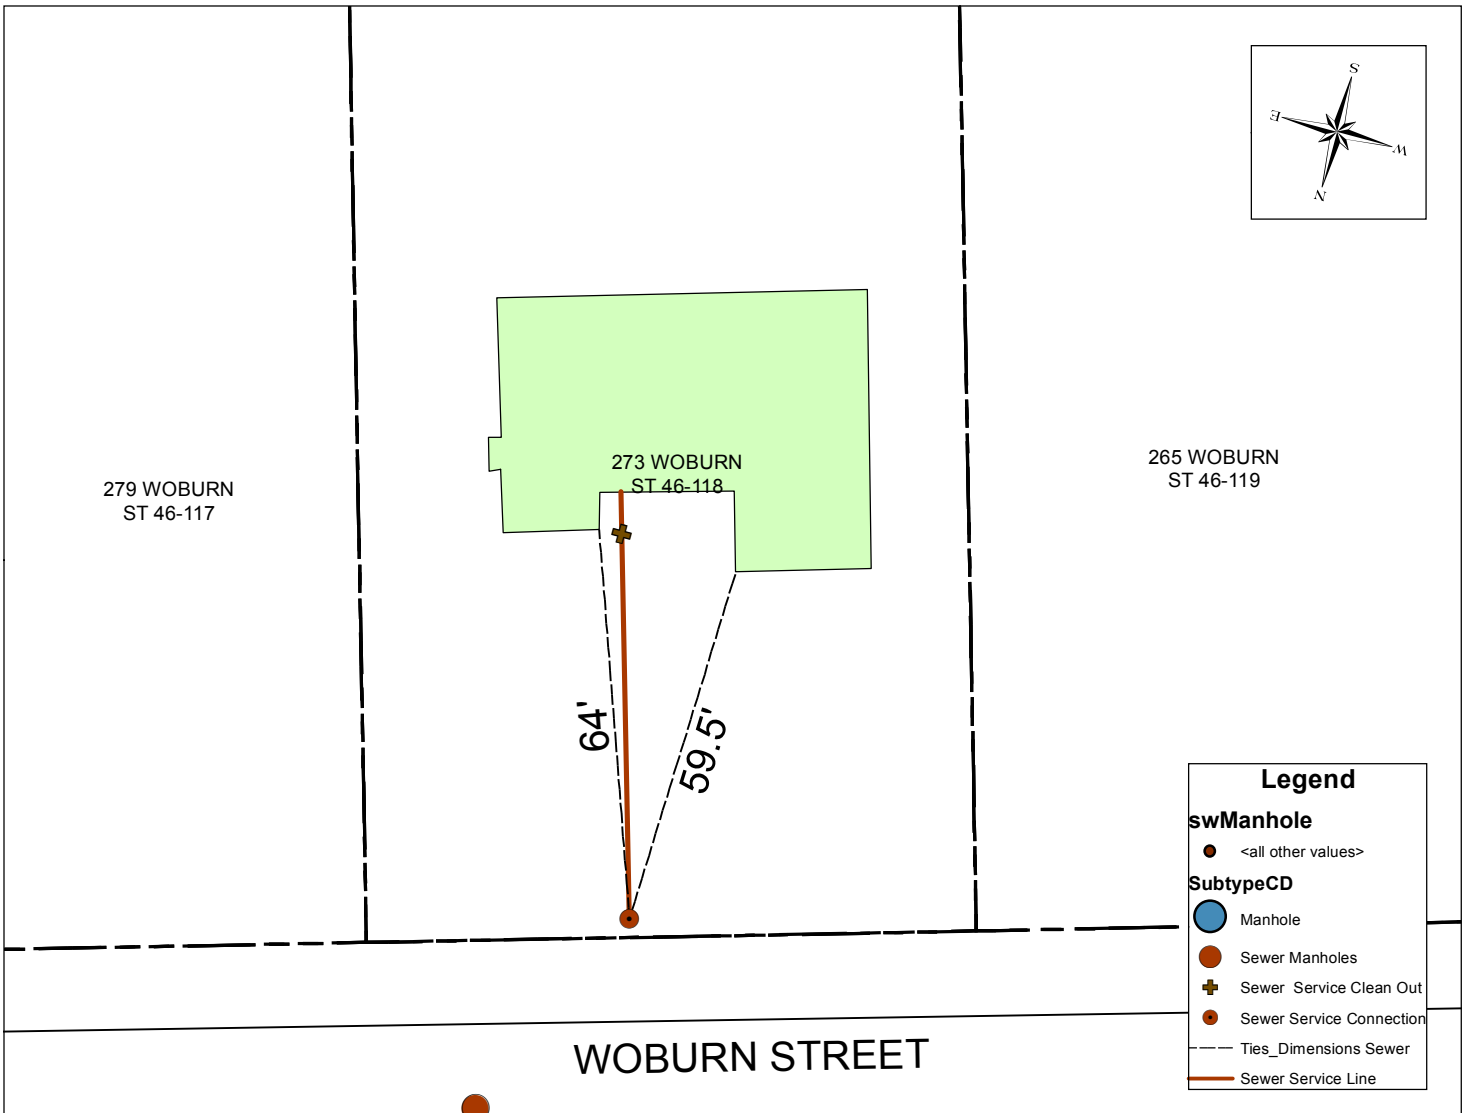 S
E
W
N
273 WOBURN
ST 46-118
279 WOBURN
ST 46-117
265 WOBURN
ST 46-119
64'
59.5'
Legend
swManhole
<all other values>
SubtypeCD
Manhole
Sewer Manholes
Sewer  Service Clean Out
Sewer Service Connection
Ties_Dimensions Sewer
Sewer Service Line
WOBURN STREET